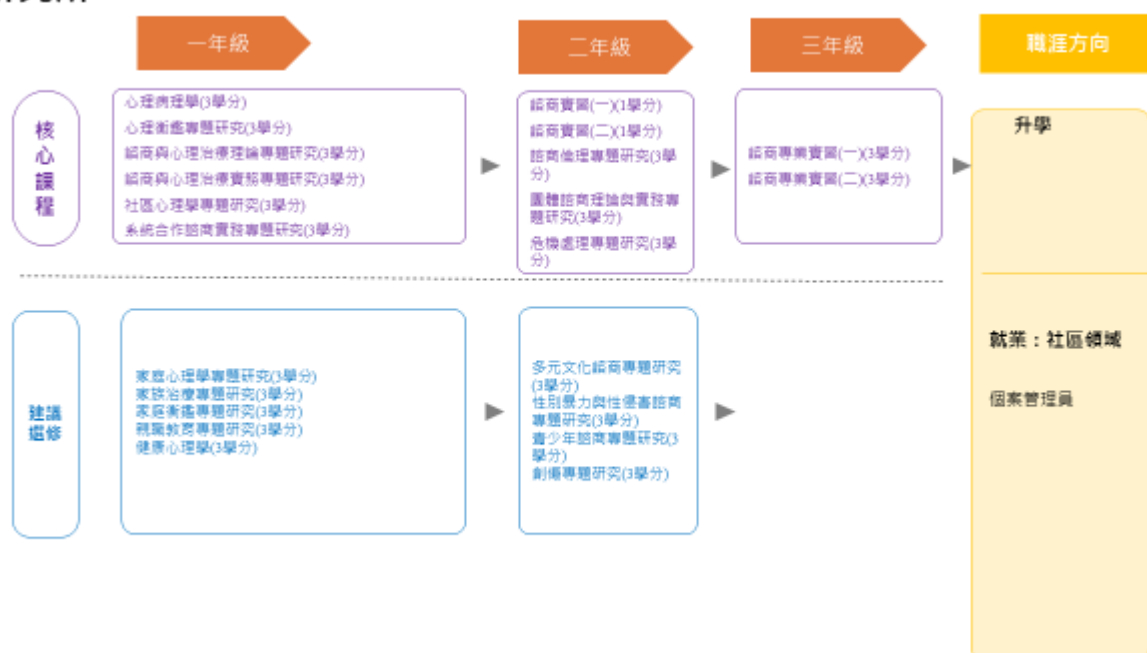 一年級
二年級
三年級
職涯方向
核心課程
心理病理學(3學分)
心理衡鑑專題研究(3學分)
諮商與心理治療理論專題研究(3學分)
諮商與心理治療實務專題研究(3學分)
社區心理學專題研究(3學分)
系統合作諮商實務專題研究(3學分)
諮商實習(一)(1學分)
諮商實習(二)(1學分)
諮商倫理專題研究(3學
分)
團體諮商理論與實務專
題研究(3學分)
危機處理專題研究(3學
分)
諮商專業實習(一)(3學分)
諮商專業實習(二)(3學分)
升學
建議
選修
家庭心理學專題研究(3學分)
家族治療專題研究(3學分)
家庭衡鑑專題研究(3學分)
親職教育專題研究(3學分)
健康心理學(3學分)
多元文化諮商專題研究
(3學分)
性別暴力與性侵害諮商
專題研究(3學分)
青少年諮商專題研究(3
學分)
創傷專題研究(3學分)
就業：社區領域
個案管理員